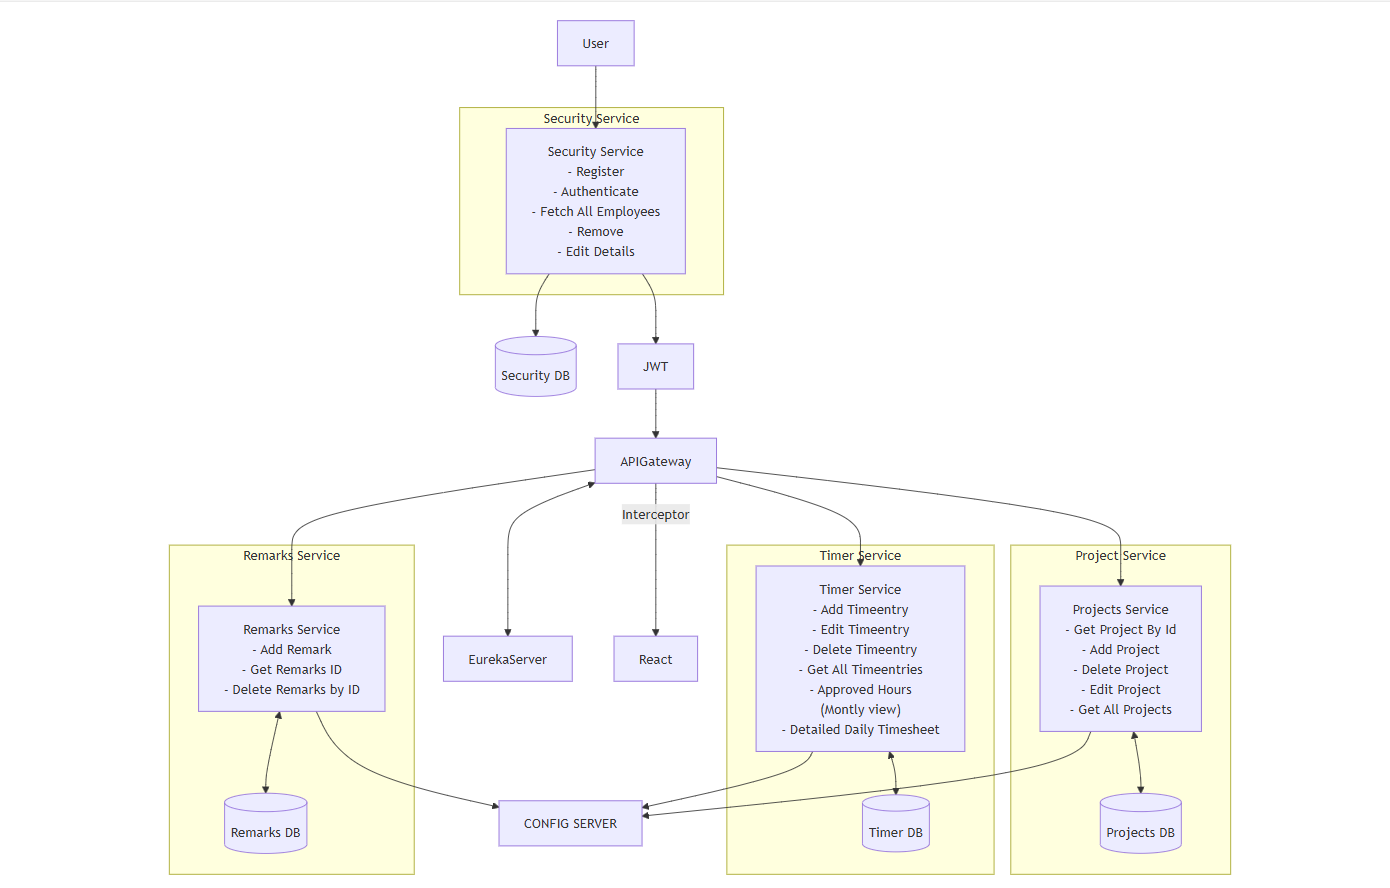 User
Security Service
Security Service
- Register
- Authenticate
- Fetch All Employees
- Remove
- Edit Details
Security DB
JWT
APIGateway
Interceptor
Remarks Service
Remarks Service
- Add Remark
- Get Remarks ID
- Delete Remarks by ID
EurekaServer
React
Timer Service
Timer Service
- Add Timeentry
- Edit Timeentry
- Delete Timeentry
- Get All Timeentries
- Approved Hours
(Montly view)
- Detailed Daily Timesheet
Project Service
Projects Service
- Get Project By Id
- Add Project
- Delete Project
- Edit Project
- Get All Projects
Remarks DB
CONFIG SERVER
Timer DB
Projects DB